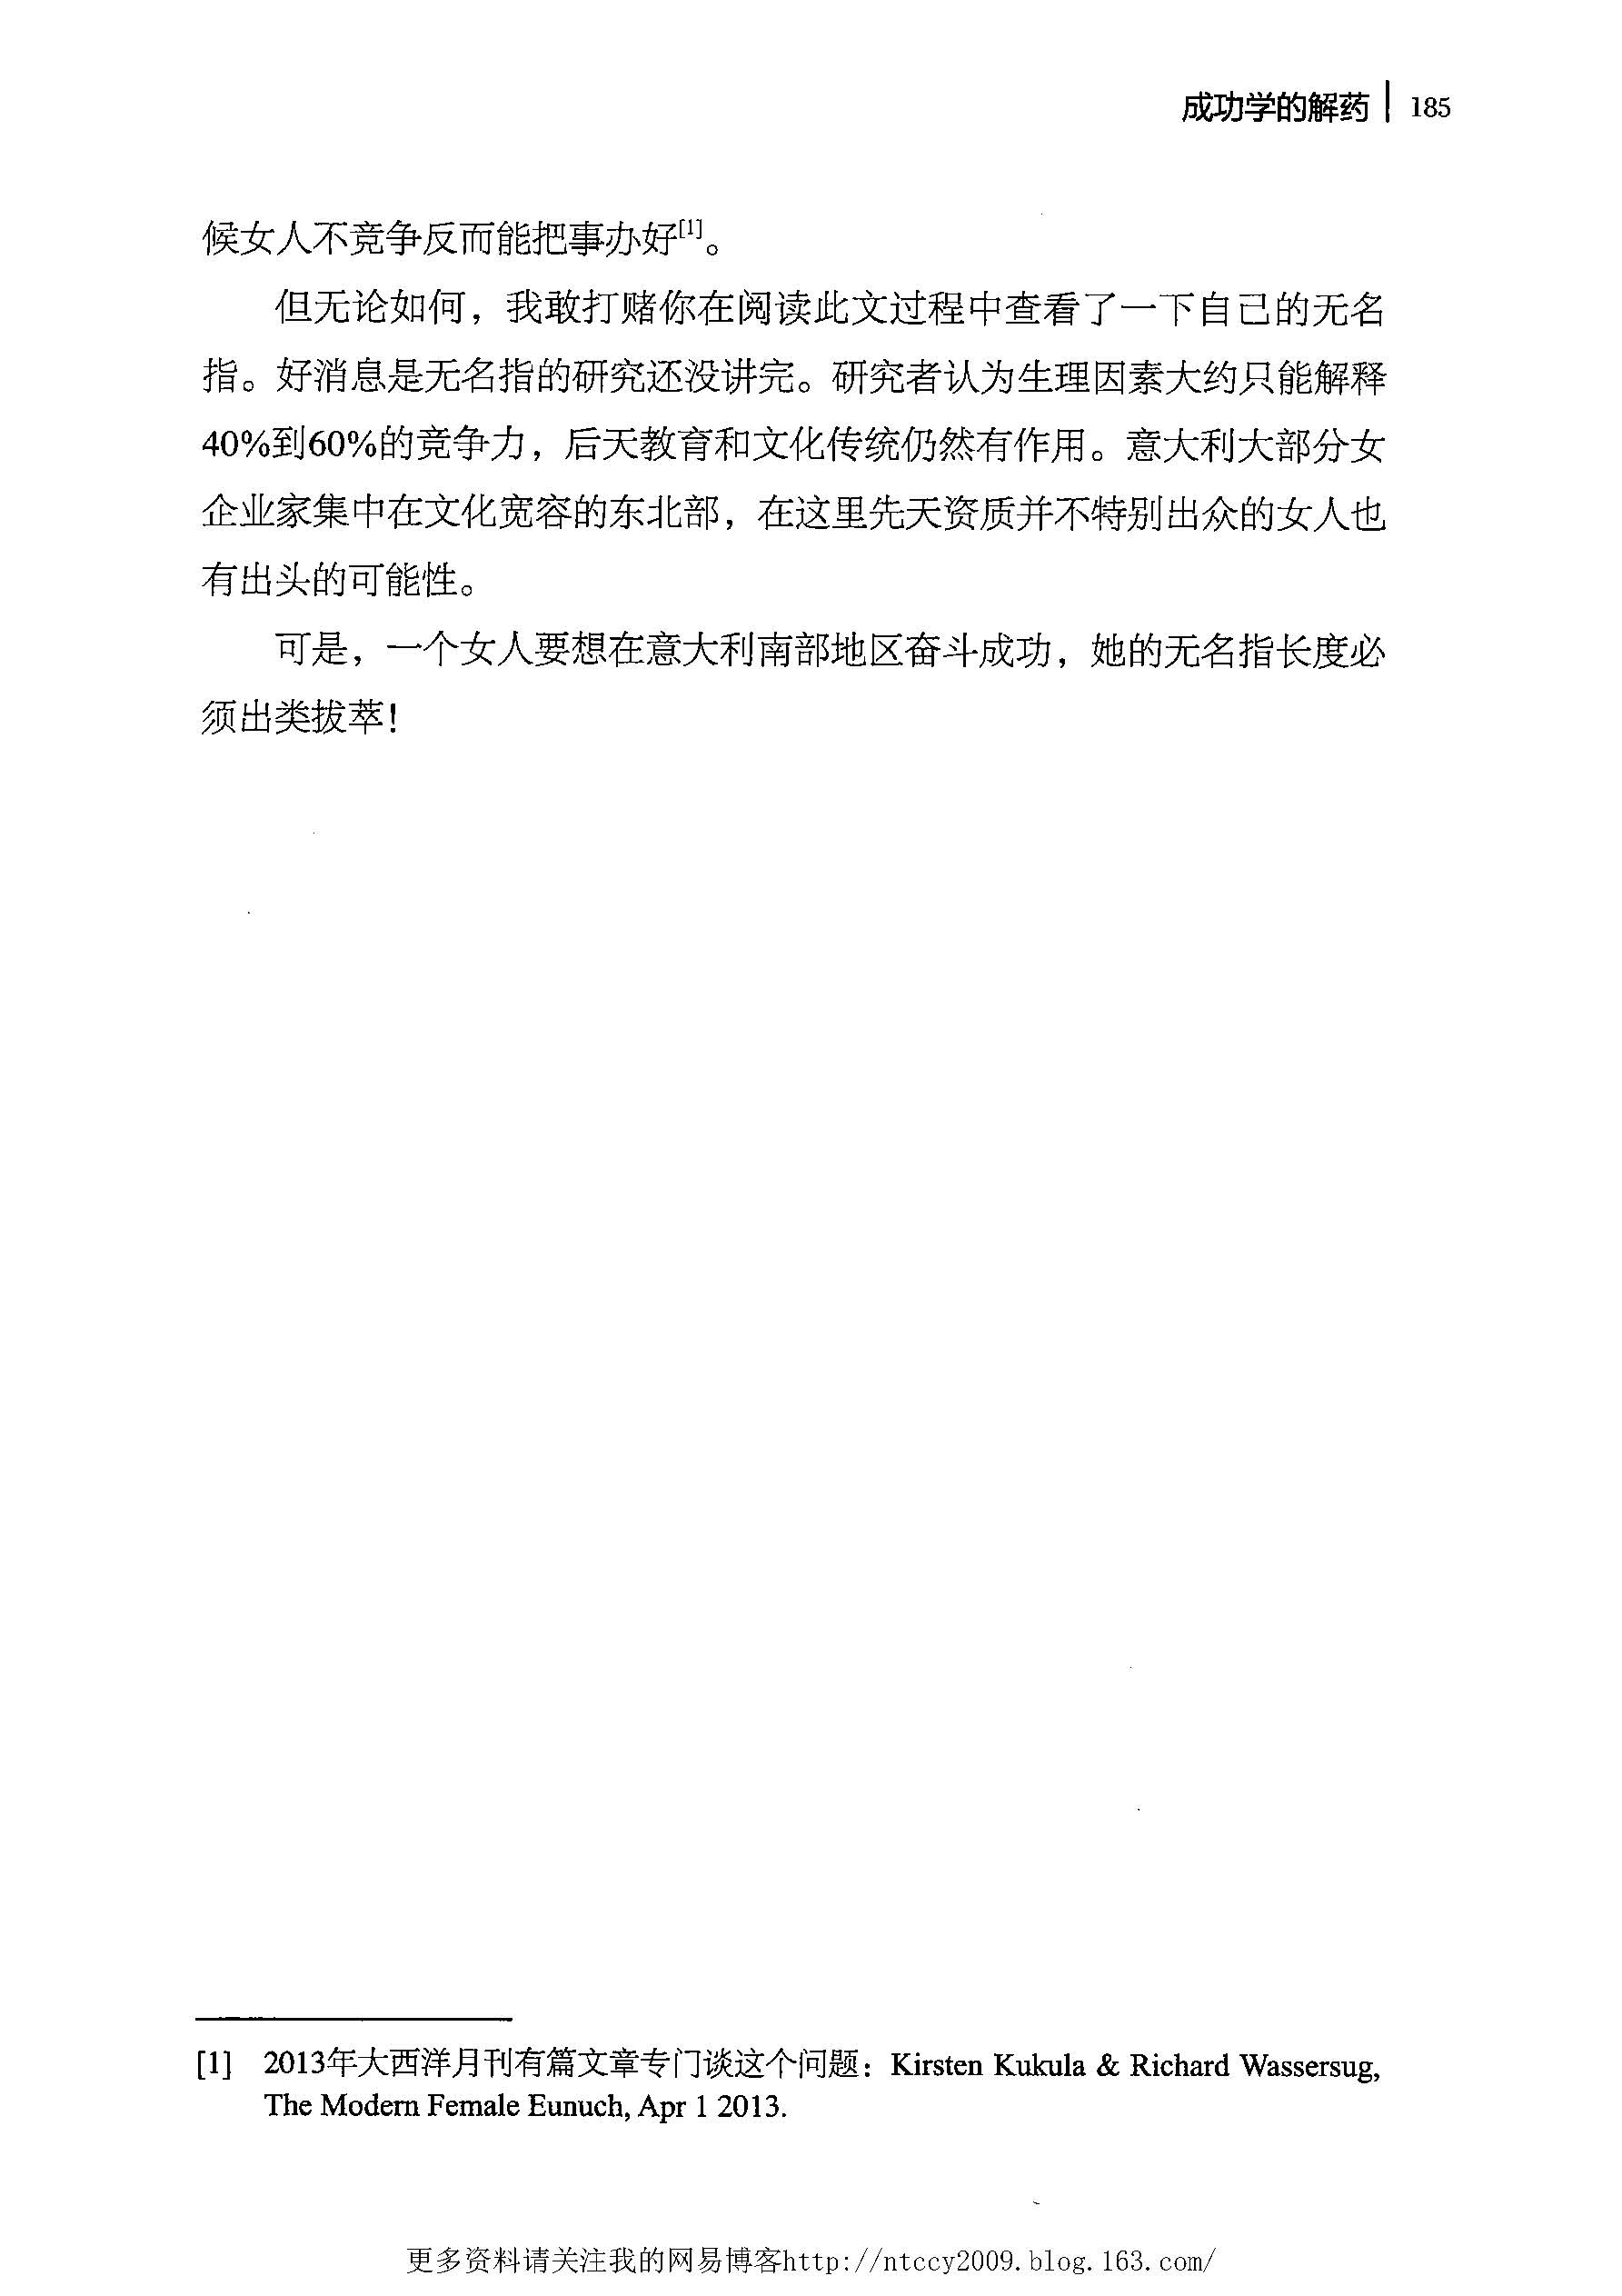 成功学的解药 | 185
候女人不竞争反而能把事办好[1]。
但无论如何，我敢打赌你在阅读此文过程中查看了一下自己的无名
指。好消息是无名指的研究还没讲完。研究者认为生理因素大约只能解释
40%到60%的竞争力，后天教育和文化传统仍然有作用。意大利大部分女
企业家集中在文化宽容的东北部，在这里先天资质并不特别出众的女人也
有出头的可能性。
可是，一个女人要想在意大利南部地区奋斗成功，她的无名指长度必
须出类拔萃！
[1] 2013年大西洋月刊有篇文章专门谈这个问题：Kirsten Kukula & Richard Wassersug,
The Modern Female Eunuch, Apr 1 2013.
更多资料请关注我的网易博客http://ntccy2009.blog.163.com/